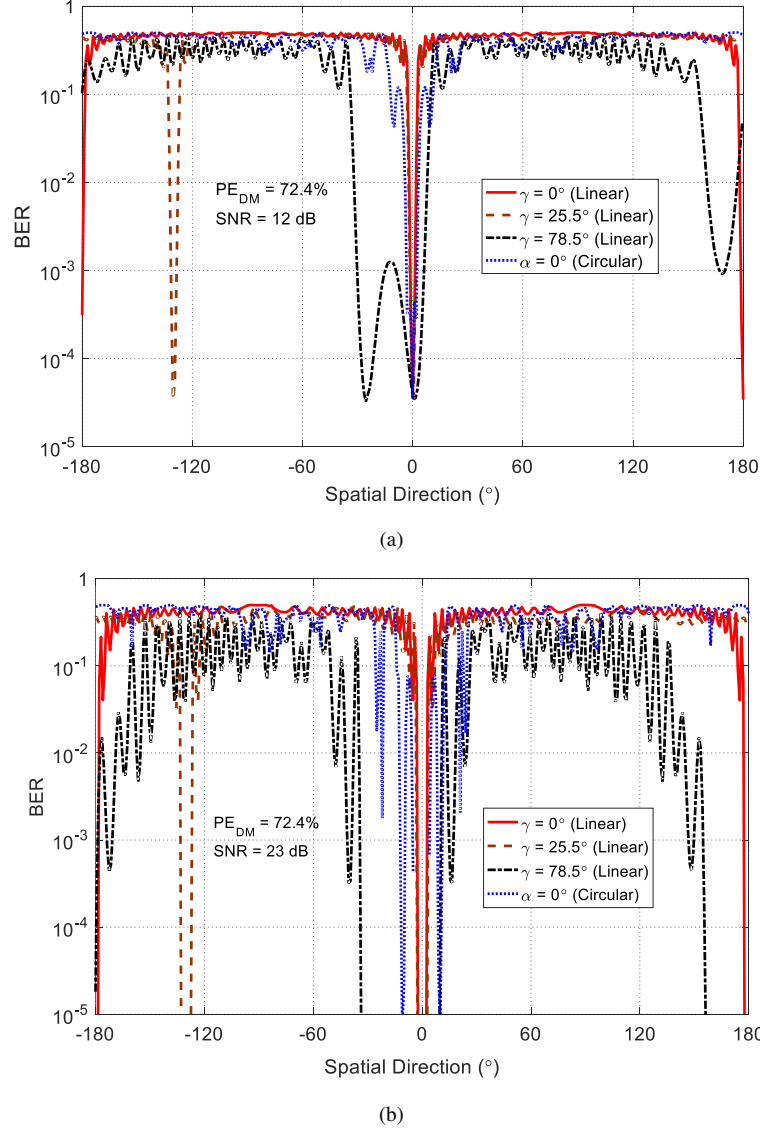 1
10^-1
10^-2
10^-3
10^-4
10^-5
BER
PE_DM = 72.4%
SNR = 12 dB
γ = 0° (Linear)
γ = 25.5° (Linear)
γ = 78.5° (Linear)
α = 0° (Circular)
-180 -120 -60 0 60 120 180
Spatial Direction (°)
(a)
1
10^-1
10^-2
10^-3
10^-4
10^-5
BER
PE_DM = 72.4%
SNR = 23 dB
γ = 0° (Linear)
γ = 25.5° (Linear)
γ = 78.5° (Linear)
α = 0° (Circular)
-180 -120 -60 0 60 120 180
Spatial Direction (°)
(b)